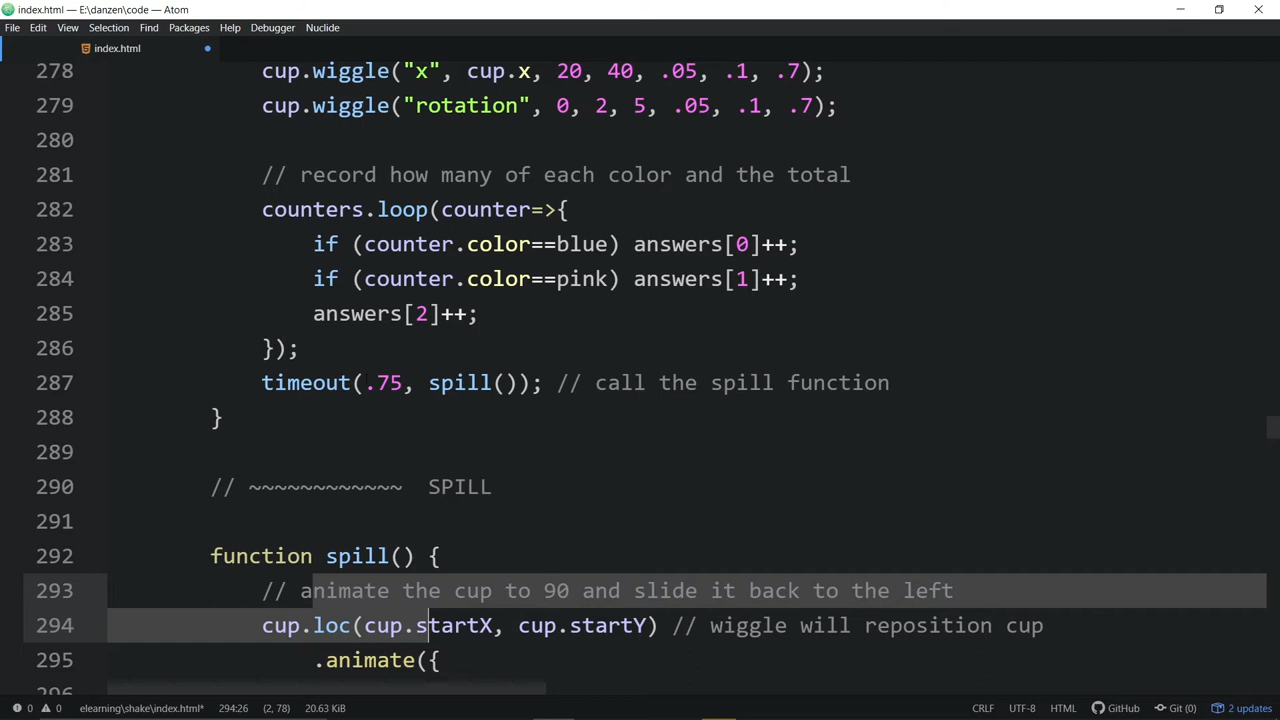 index.html — E:\danzen\code — Atom
File Edit View Selection Find Packages Help Debugger Nuclide
index.html
278 cup.wiggle("x", cup.x, 20, 40, .05, .1, .7);
279 cup.wiggle("rotation", 0, 2, 5, .05, .1, .7);
280
281 // record how many of each color and the total
282 counters.loop(counter=>{
283 if (counter.color==blue) answers[0]++;
284 if (counter.color==pink) answers[1]++;
285 answers[2]++;
286 });
287 timeout(.75, spill()); // call the spill function
288 }
289
290 // ~~~~~~~~~~~~ SPILL
291
292 function spill() {
293 // animate the cup to 90 and slide it back to the left
294 cup.loc(cup.startX, cup.startY) // wiggle will reposition cup
295 .animate({
0 0 elearning\shake\index.html* 294:26 (2, 78) 20.63 KiB CRLF UTF-8 HTML GitHub Git (0) 2 updates